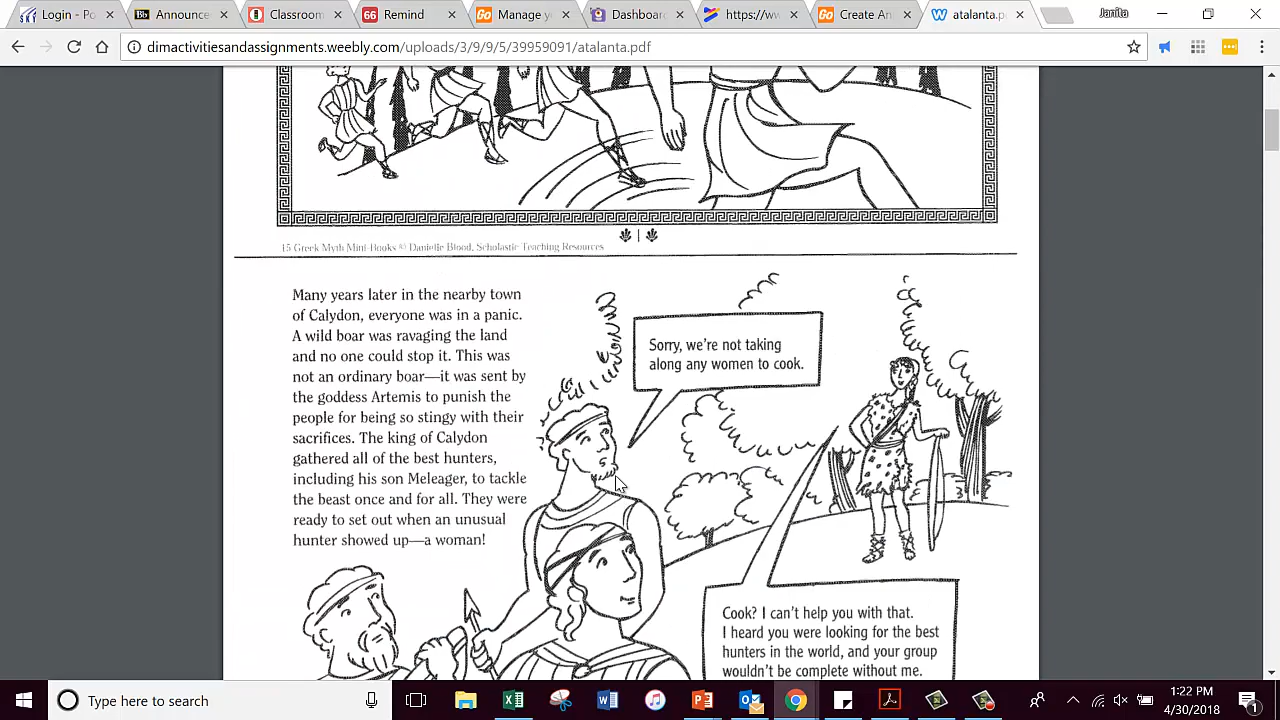 Login - Po
Announce
Classroom
Remind
Manage
Dashboa
https://ww
Create An
atalanta.p
Janita
dimactivitiesandassignments.weebly.com/uploads/3/9/9/5/39959091/atalanta.pdf
15 Greek Myth Mini-Books © Danielle Blood, Scholastic Teaching Resources
1
Many years later in the nearby town
of Calydon, everyone was in a panic.
A wild boar was ravaging the land
and no one could stop it. This was
not an ordinary boar—it was sent by
the goddess Artemis to punish the
people for being so stingy with their
sacrifices. The king of Calydon
gathered all of the best hunters,
including his son Meleager, to tackle
the beast once and for all. They were
ready to set out when an unusual
hunter showed up—a woman!
Sorry, we're not taking
along any women to cook.
Cook? I can't help you with that.
I heard you were looking for the best
hunters in the world, and your group
wouldn't be complete without me.
Type here to search
1:22 PM
4/30/2018